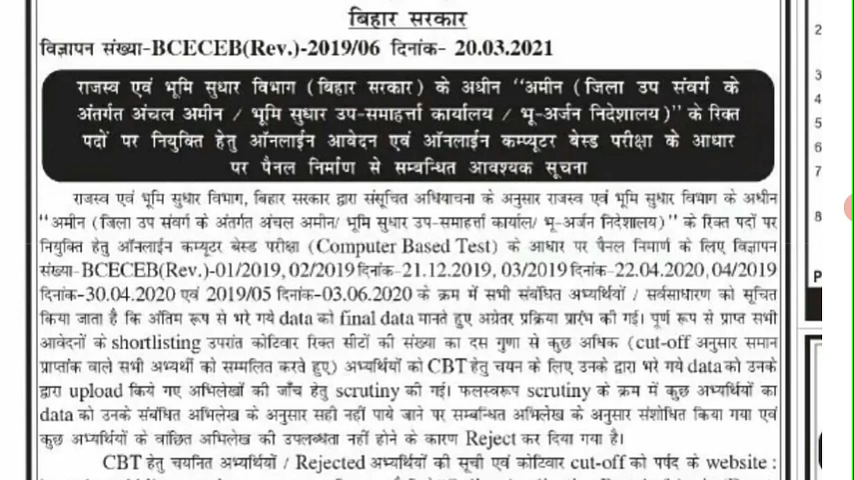 बिहार सरकार
विज्ञापन संख्या-BCECEB(Rev.)-2019/06 दिनांक- 20.03.2021
राजस्व एवं भूमि सुधार विभाग (बिहार सरकार) के अधीन "अमीन (जिला उप संवर्ग के
अंतर्गत अंचल अमीन / भूमि सुधार उप-समाहर्त्ता कार्यालय / भू-अर्जन निदेशालय)" के रिक्त
पदों पर नियुक्ति हेतु ऑनलाईन आवेदन एवं ऑनलाईन कम्प्यूटर बेस्ड परीक्षा के आधार
पर पैनल निर्माण से सम्बन्धित आवश्यक सूचना
राजस्व एवं भूमि सुधार विभाग, बिहार सरकार द्वारा संसूचित अधियाचना के अनुसार राजस्व एवं भूमि सुधार विभाग के अधीन
"अमीन (जिला उप संवर्ग के अंतर्गत अंचल अमीन/ भूमि सुधार उप-समाहर्त्ता कार्याल/ भू-अर्जन निदेशालय)" के रिक्त पदों पर
नियुक्ति हेतु ऑनलाईन कम्प्यूटर बेस्ड परीक्षा (Computer Based Test) के आधार पर पैनल निमार्ण के लिए विज्ञापन
संख्या-BCECEB(Rev.)-01/2019, 02/2019 दिनांक-21.12.2019, 03/2019 दिनांक-22.04.2020, 04/2019
दिनांक-30.04.2020 एवं 2019/05 दिनांक-03.06.2020 के क्रम में सभी संबंधित अभ्यर्थियों / सर्वसाधारण को सूचित
किया जाता है कि अंतिम रूप से भरे गये data को final data मानते हुए अग्रेतर प्रक्रिया प्रारंभ की गई। पूर्ण रूप से प्राप्त सभी
आवेदनों के shortlisting उपरांत कोटिवार रिक्त सीटों की संख्या का दस गुणा से कुछ अधिक (cut-off अनुसार समान
प्राप्तांक वाले सभी अभ्यर्थी को सम्मलित करते हुए) अभ्यर्थियों को CBT हेतु चयन के लिए उनके द्वारा भरे गये data को उनके
द्वारा upload किये गए अभिलेखों की जाँच हेतु scrutiny की गई। फलस्वरूप scrutiny के क्रम में कुछ अभ्यर्थियों का
data को उनके संबंधित अभिलेख के अनुसार सही नहीं पाये जाने पर सम्बन्धित अभिलेख के अनुसार संशोधित किया गया एवं
कुछ अभ्यर्थियों के वांछित अभिलेख की उपलब्धता नहीं होने के कारण Reject कर दिया गया है।
CBT हेतु चयनित अभ्यर्थियों / Rejected अभ्यर्थियों की सूची एवं कोटिवार cut-off को पर्षद के website :
2
3
4
5
6
7
8
P